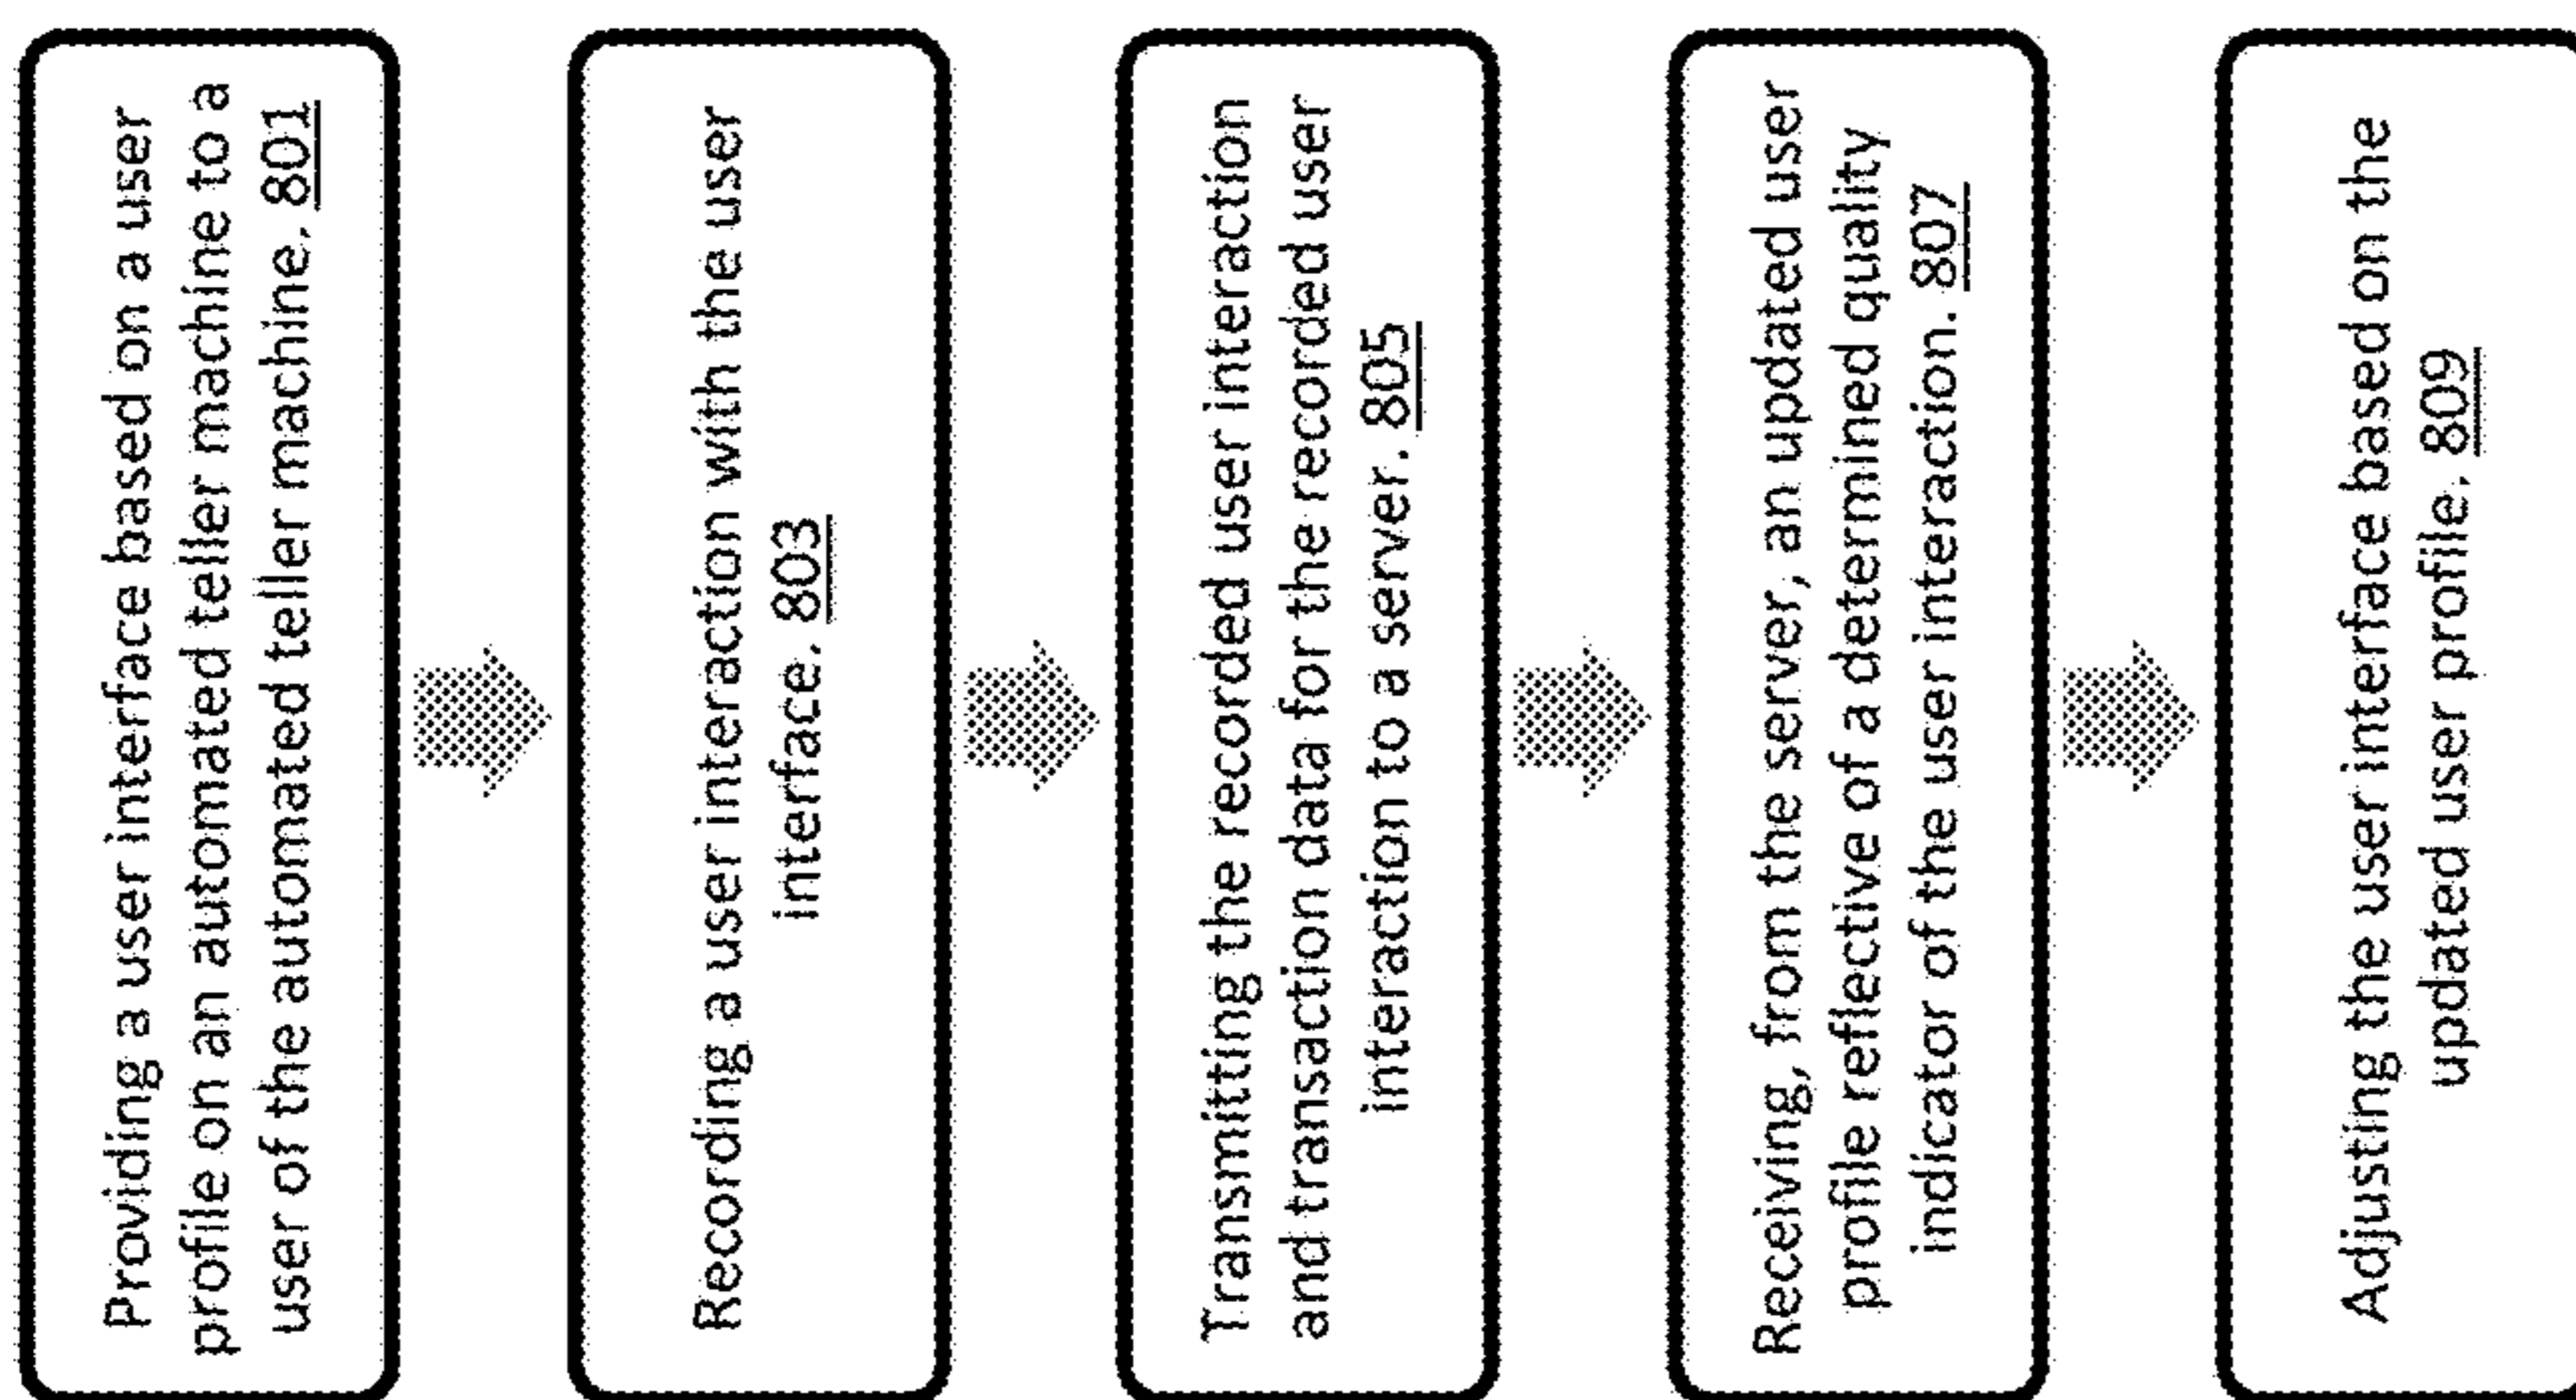 Providing a user interface based on a user
profile on an automated teller machine to a
user of the automated teller machine. 801
Recording a user interaction with the user
interface. 803
Transmitting the recorded user interaction
and transaction data for the recorded user
interaction to a server. 805
Receiving, from the server, an updated user
profile reflective of a determined quality
indicator of the user interaction. 807
Adjusting the user interface based on the
updated user profile. 809